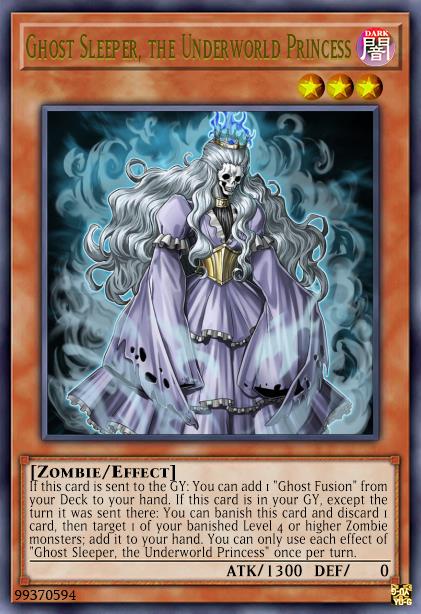 Ghost Sleeper, the Underworld Princess
DARK
闇
[Zombie/Effect]
If this card is sent to the GY: You can add 1 "Ghost Fusion" from
your Deck to your hand. If this card is in your GY, except the
turn it was sent there: You can banish this card and discard 1
card, then target 1 of your banished Level 4 or higher Zombie
monsters; add it to your hand. You can only use each effect of
"Ghost Sleeper, the Underworld Princess" once per turn.
ATK/1300 DEF/ 0
99370594